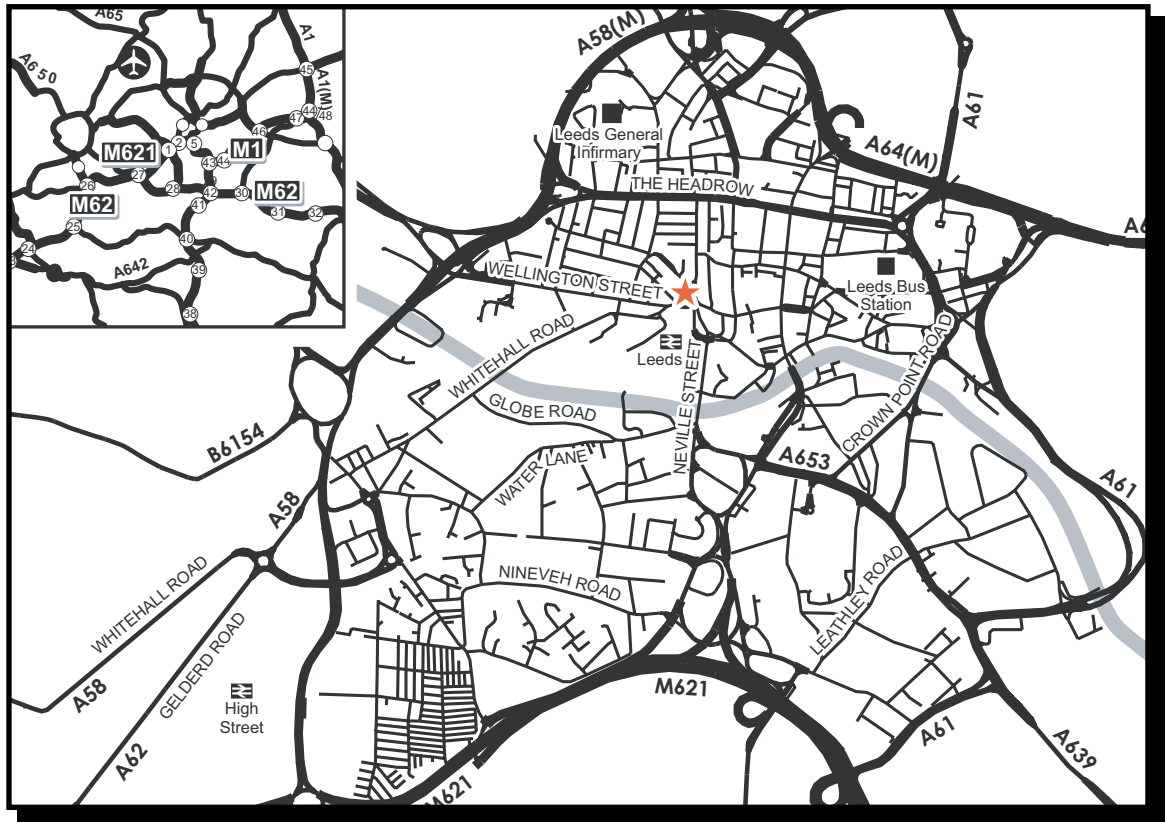 A65
A1
A650
45
A1(M)
44
48
47
46
2
5
1
M621
M1
43
44
27
26
28
42
30
M62
M62
41
31
32
25
40
24
A642
39
38
A58(M)
A61
Leeds General
Infirmary
A64(M)
THE HEADROW
WELLINGTON STREET
Leeds Bus
Station
WHITEHALL ROAD
Leeds
NEVILLE STREET
CROWN POINT ROAD
GLOBE ROAD
B6154
WATER LANE
A653
A61
A58
WHITEHALL ROAD
NINEVEH ROAD
LEATHLEY ROAD
GELDERD ROAD
A58
High
Street
M621
A61
A639
A62
M621